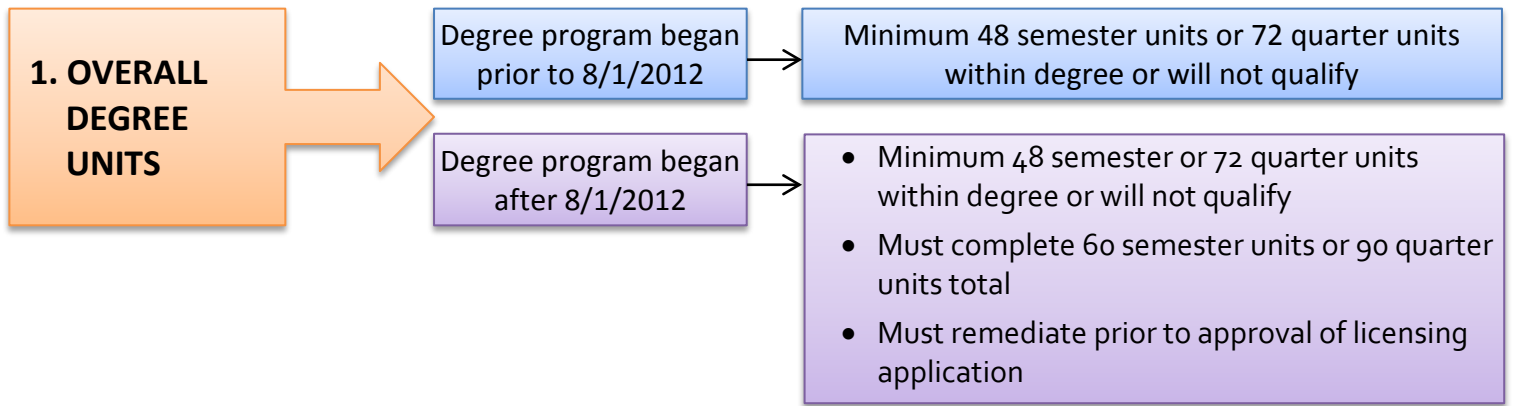 1. OVERALL
DEGREE
UNITS
Degree program began
prior to 8/1/2012
Minimum 48 semester units or 72 quarter units
within degree or will not qualify
Degree program began
after 8/1/2012
• Minimum 48 semester or 72 quarter units
within degree or will not qualify
• Must complete 60 semester units or 90 quarter
units total
• Must remediate prior to approval of licensing
application